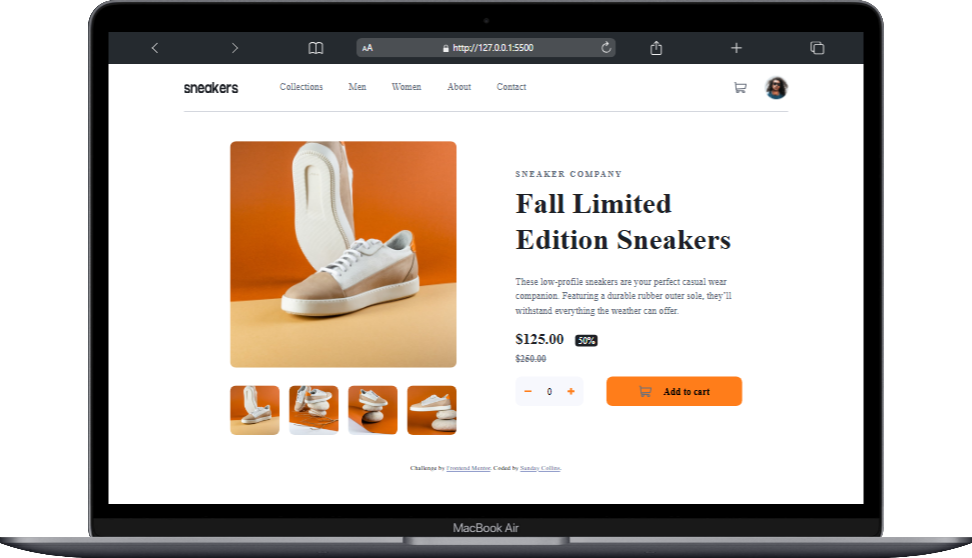 AA http://127.0.0.1:5500
sneakers Collections Men Women About Contact
SNEAKER COMPANY
Fall Limited
Edition Sneakers
These low-profile sneakers are your perfect casual wear
companion. Featuring a durable rubber outer sole, they'll
withstand everything the weather can offer.
$125.00 50%
$250.00
− 0 + Add to cart
Challenge by Frontend Mentor. Coded by Sunday Collins.
MacBook Air